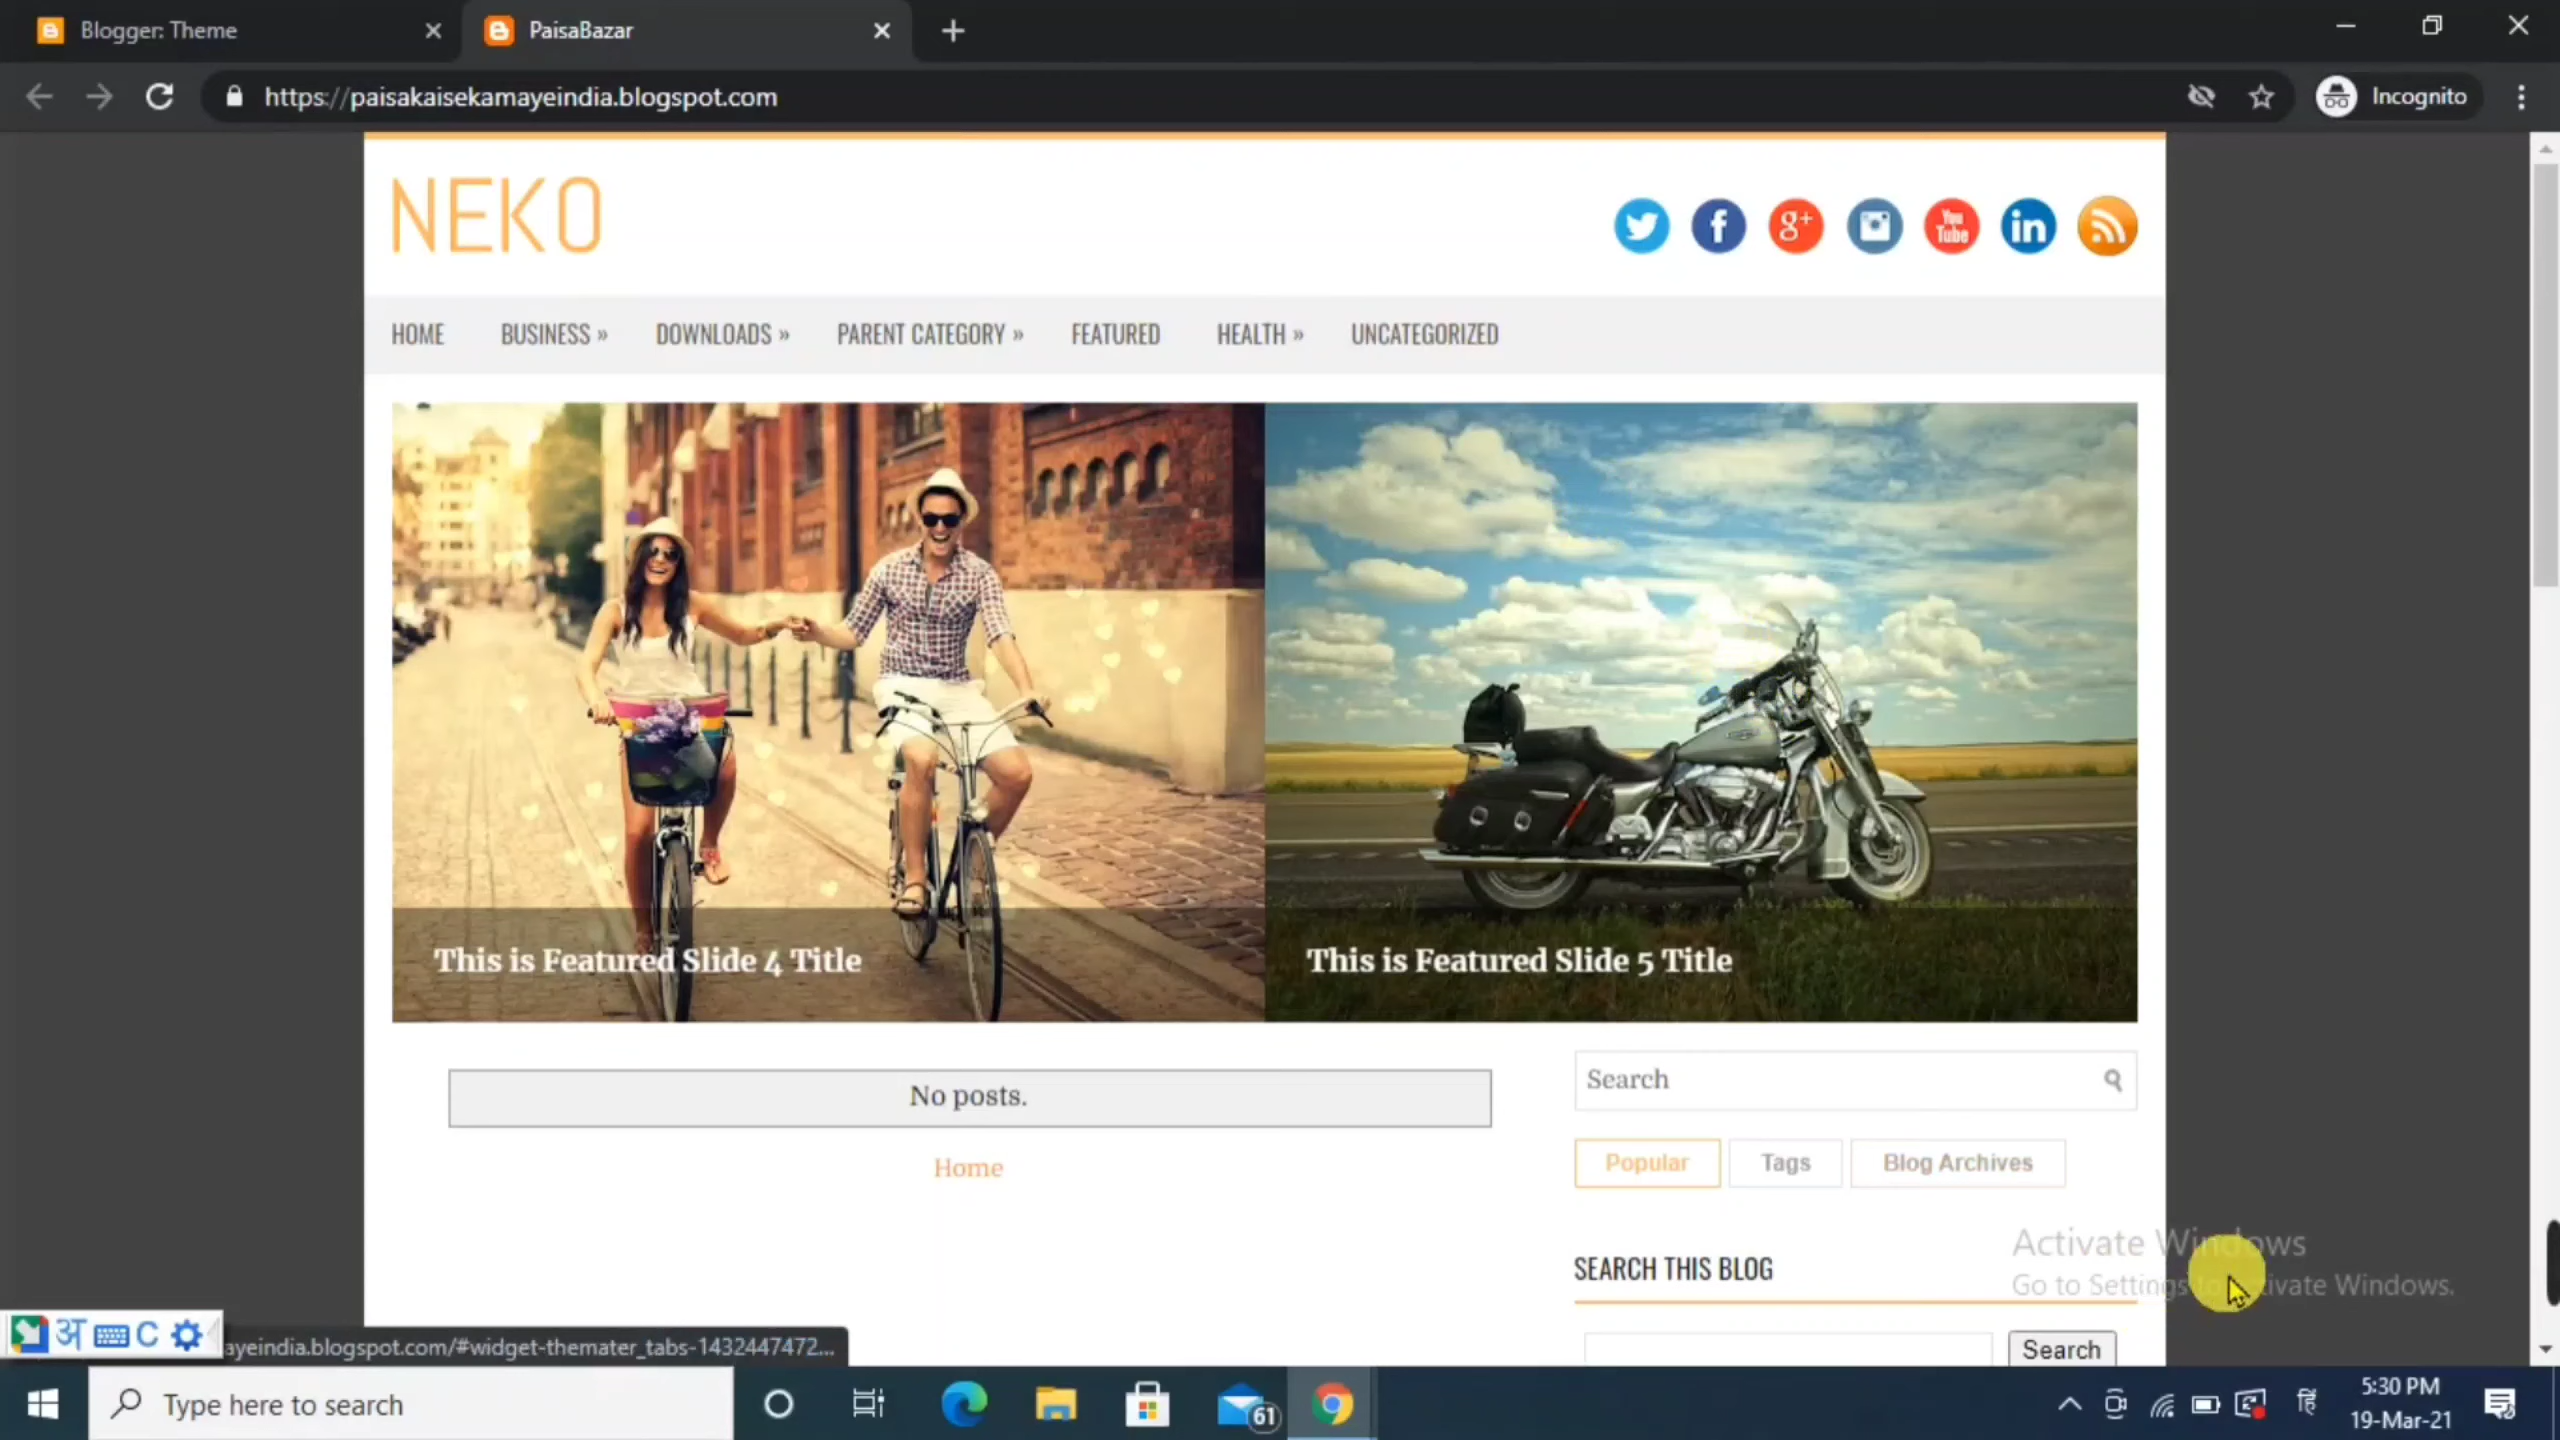 Blogger: Theme
PaisaBazar
https://paisakaisekamayeindia.blogspot.com
Incognito
NEKO
g+
You Tube
in
HOME
BUSINESS »
DOWNLOADS »
PARENT CATEGORY »
FEATURED
HEALTH »
UNCATEGORIZED
This is Featured Slide 4 Title
This is Featured Slide 5 Title
No posts.
Search
Home
Popular
Tags
Blog Archives
Activate Windows
SEARCH THIS BLOG
Go to Settings to activate Windows.
अ
C
ayeindia.blogspot.com/#widget-themater_tabs-1432447472...
Search
Type here to search
61
हि
5:30 PM
19-Mar-21